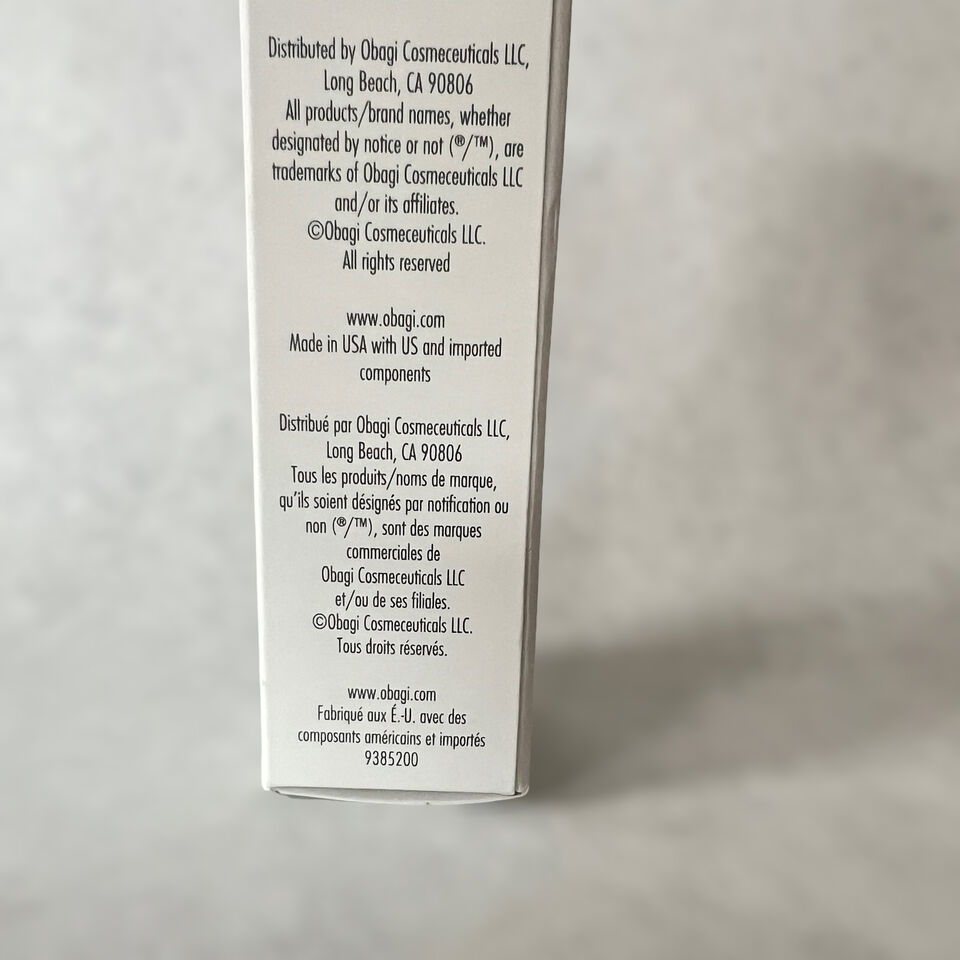 Distributed by Obagi Cosmeceuticals LLC,
Long Beach, CA 90806
All products/brand names, whether
designated by notice or not (®/™), are
trademarks of Obagi Cosmeceuticals LLC
and/or its affiliates.
©Obagi Cosmeceuticals LLC.
All rights reserved
www.obagi.com
Made in USA with US and imported
components
Distribué par Obagi Cosmeceuticals LLC,
Long Beach, CA 90806
Tous les produits/noms de marque,
qu'ils soient désignés par notification ou
non (®/™), sont des marques
commerciales de
Obagi Cosmeceuticals LLC
et/ou de ses filiales.
©Obagi Cosmeceuticals LLC.
Tous droits réservés.
www.obagi.com
Fabriqué aux É.-U. avec des
composants américains et importés
9385200